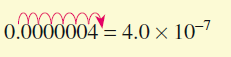 0.0000004 = 4.0 × 10⁻⁷